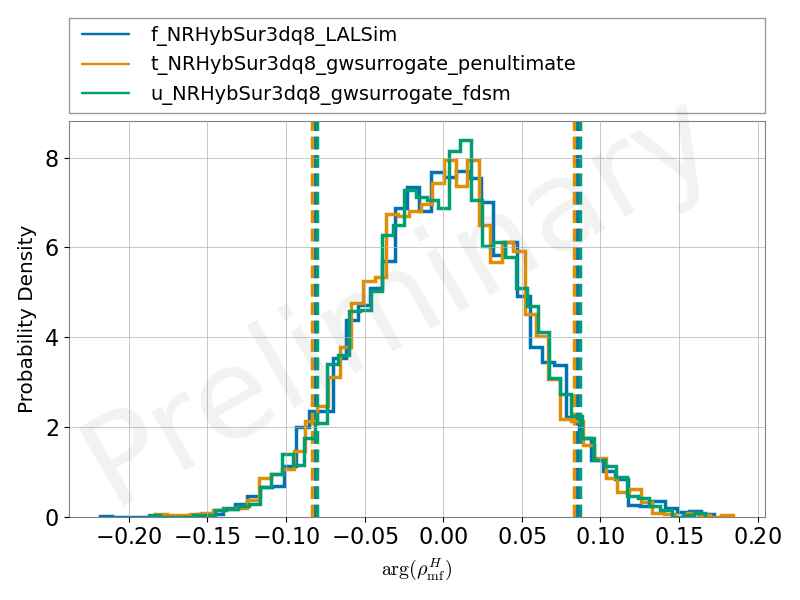 f_NRHybSur3dq8_LALSim
t_NRHybSur3dq8_gwsurrogate_penultimate
u_NRHybSur3dq8_gwsurrogate_fdsm
Preliminary
Probability Density
8
6
4
2
0
−0.20 −0.15 −0.10 −0.05 0.00 0.05 0.10 0.15 0.20
arg(ρ_mf^H)